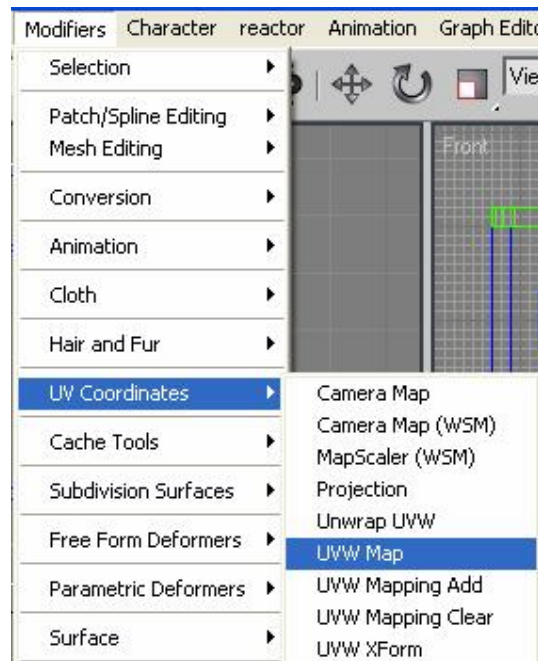 Modifiers Character reactor Animation Graph Edito
Selection
Vie
Patch/Spline Editing
Mesh Editing
Front
Conversion
Animation
Cloth
Hair and Fur
UV Coordinates
Cache Tools
Subdivision Surfaces
Free Form Deformers
Parametric Deformers
Surface
Camera Map
Camera Map (WSM)
MapScaler (WSM)
Projection
Unwrap UVW
UVW Map
UVW Mapping Add
UVW Mapping Clear
UVW XForm